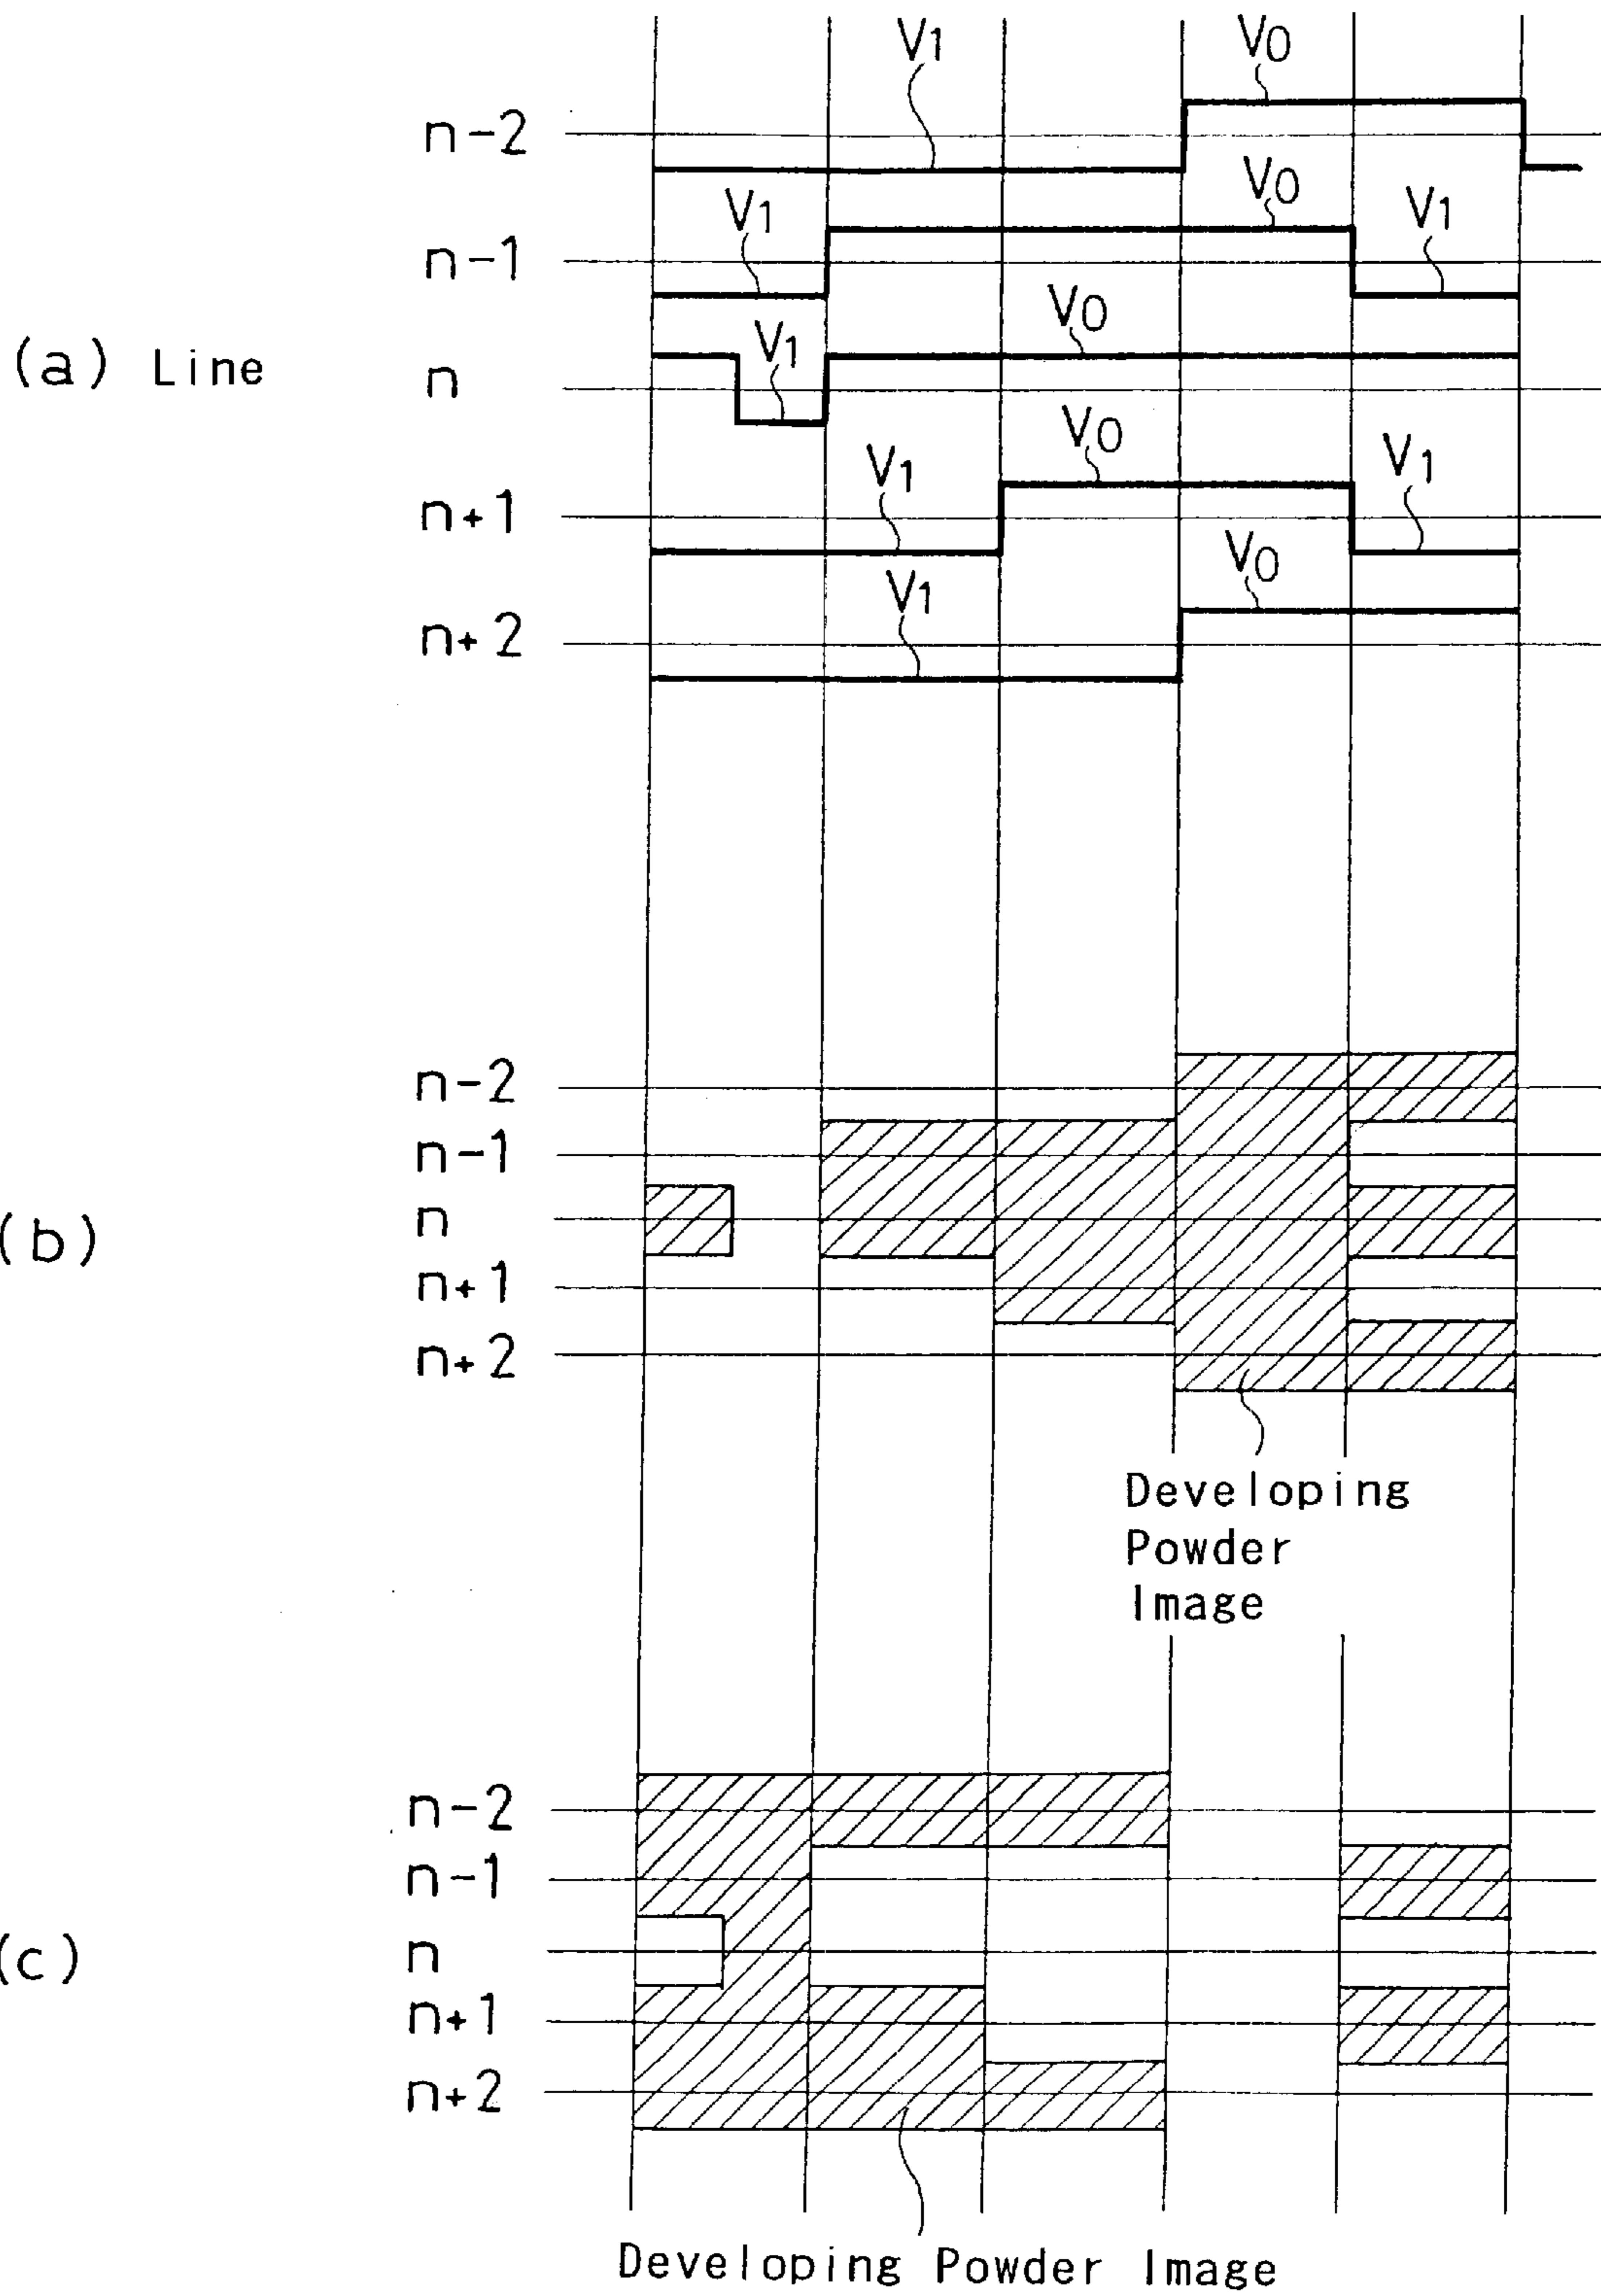 V1
V0
n-2
V1
V0
V1
n-1
V0
V1
(a) Line
n
V0
V1
V1
n+1
V0
V1
n+2
n-2
n-1
(b)
n
n+1
n+2
Developing
Powder
Image
n-2
n-1
(c)
n
n+1
n+2
Developing Powder Image